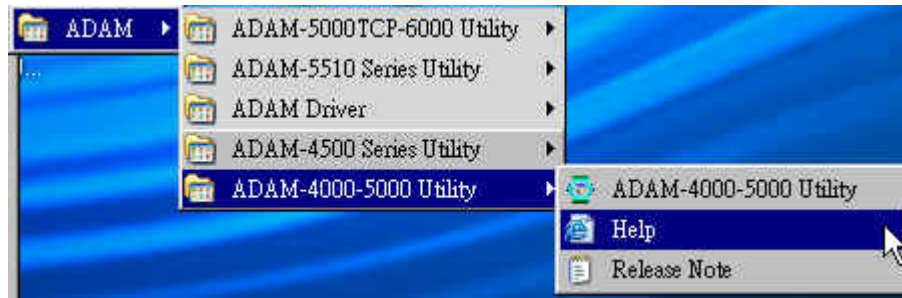 ADAM
ADAM-5000TCP-6000 Utility
ADAM-5510 Series Utility
ADAM Driver
ADAM-4500 Series Utility
ADAM-4000-5000 Utility
ADAM-4000-5000 Utility
Help
Release Note